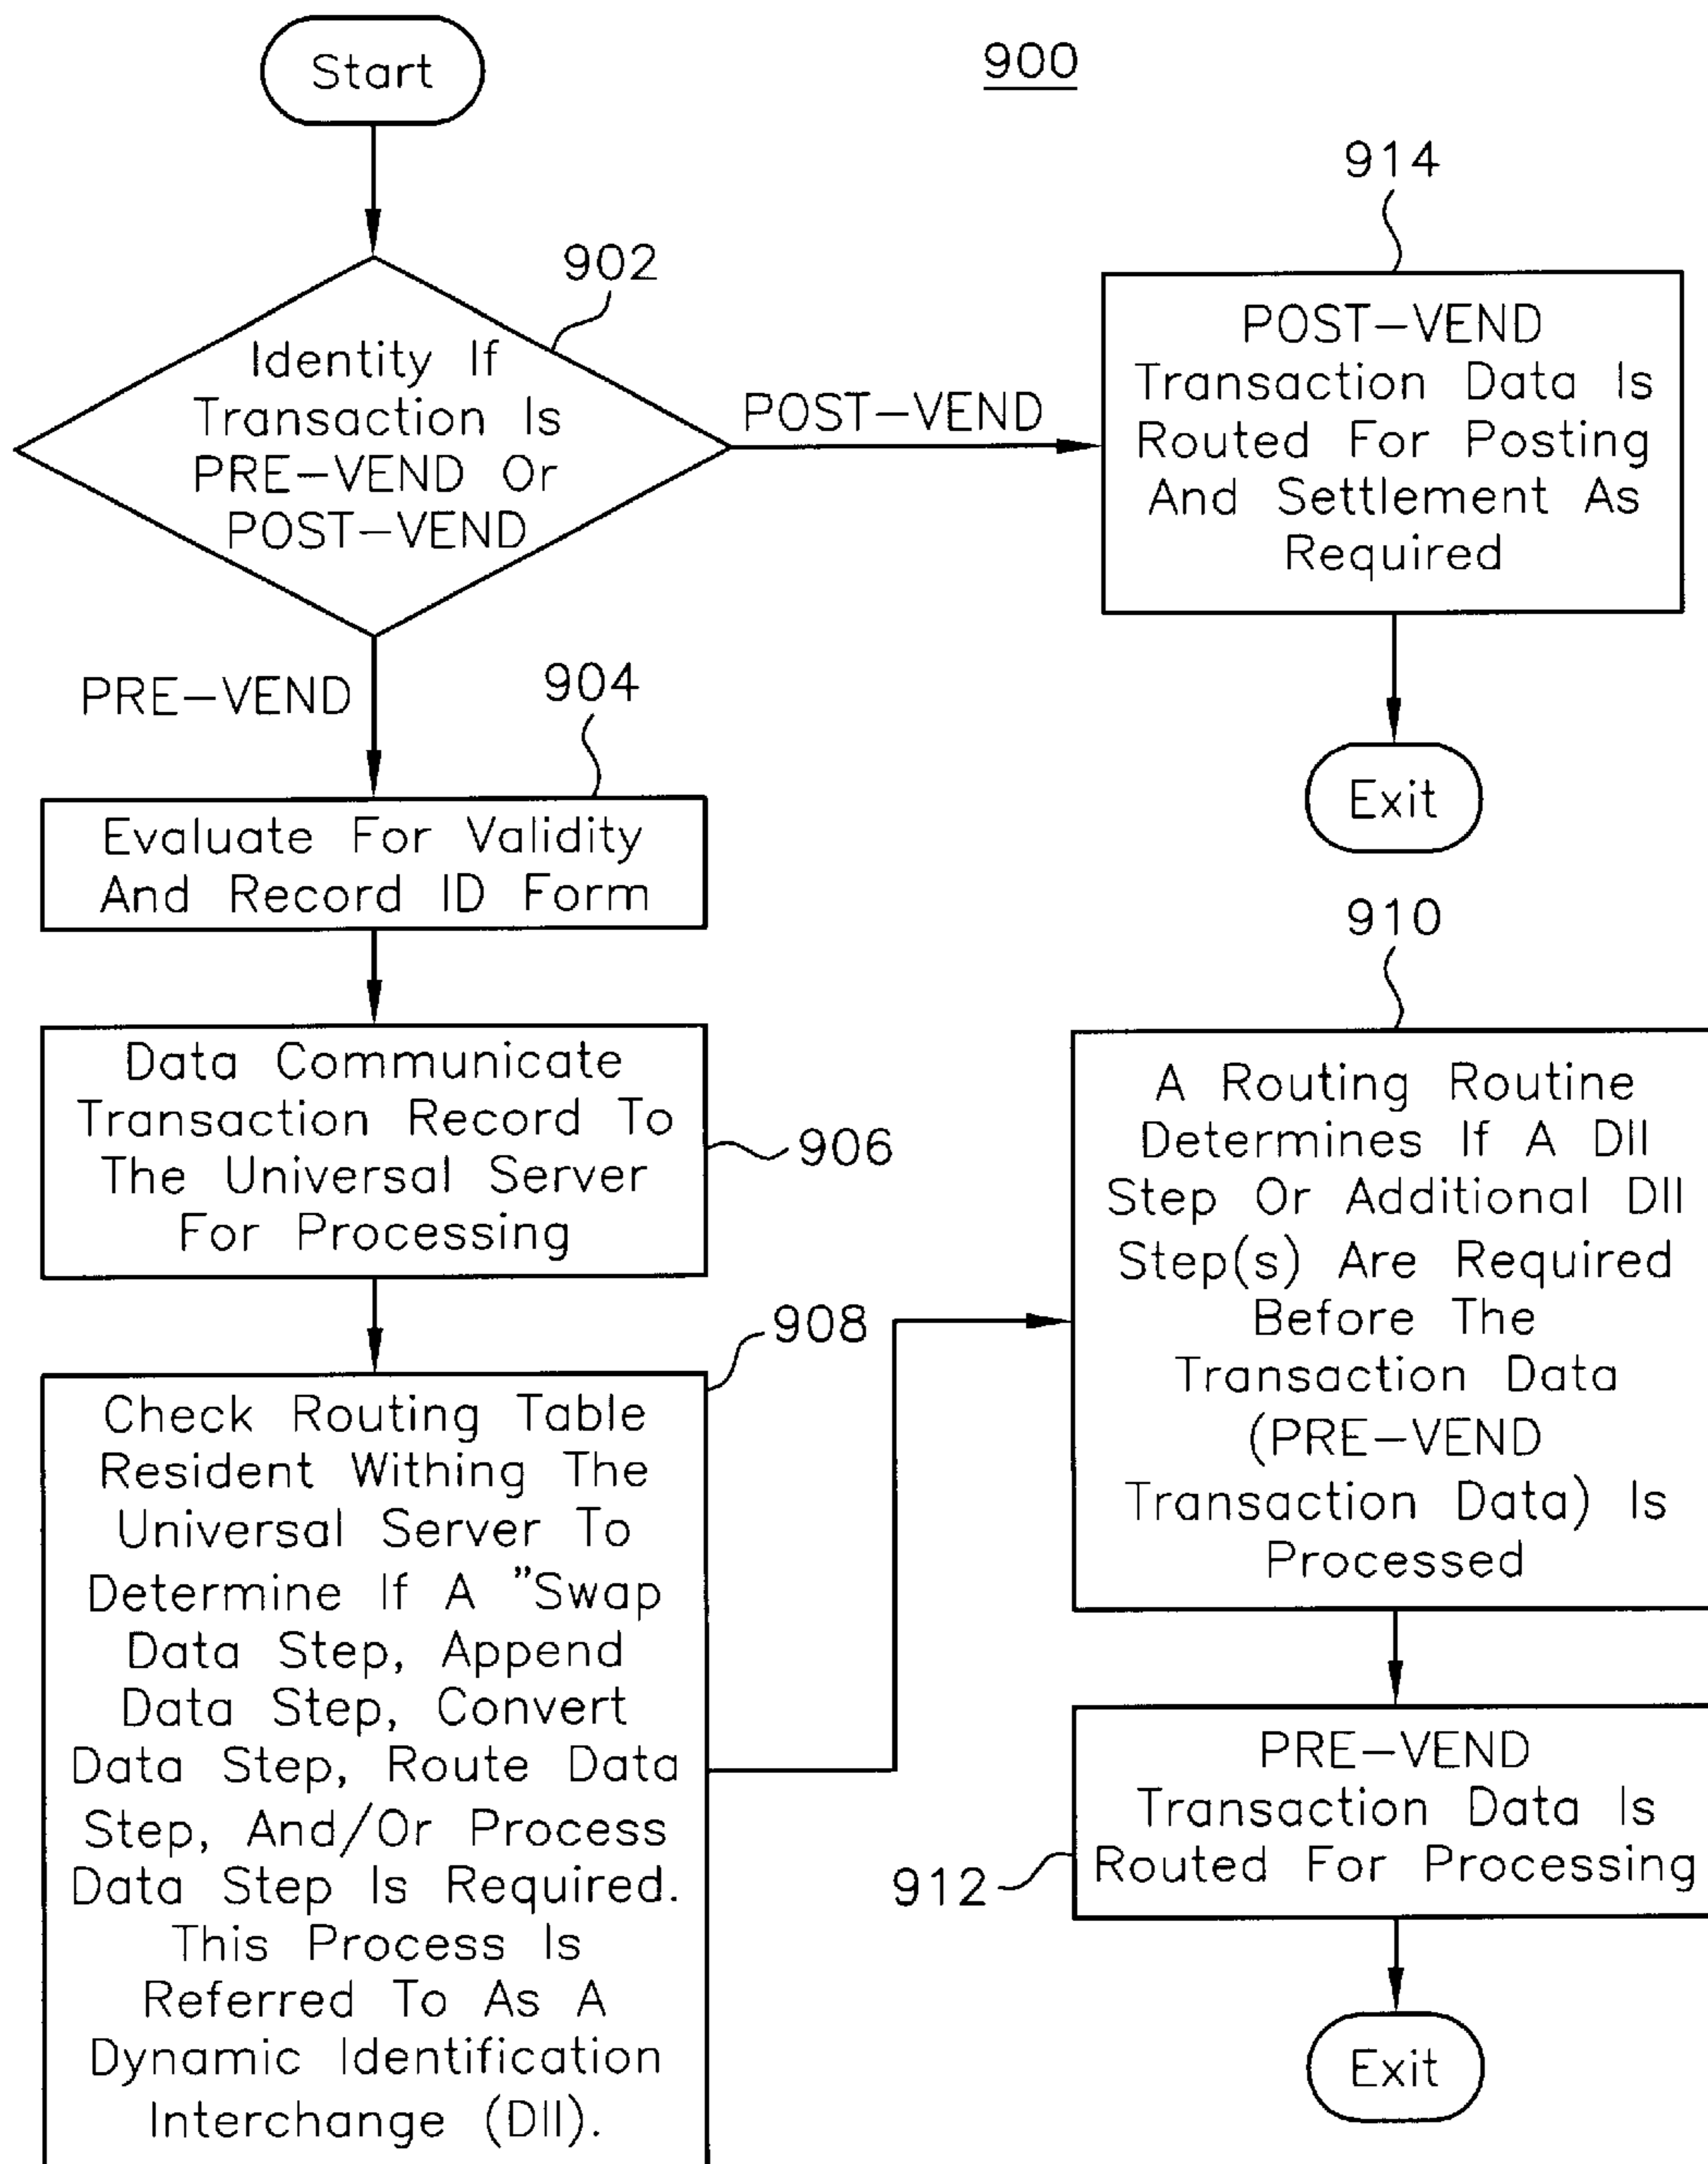 Start
900
902
Identity If
Transaction Is
PRE-VEND Or
POST-VEND
POST-VEND
914
POST-VEND
Transaction Data Is
Routed For Posting
And Settlement As
Required
Exit
PRE-VEND
904
Evaluate For Validity
And Record ID Form
Data Communicate
Transaction Record To
The Universal Server
For Processing
906
908
Check Routing Table
Resident Withing The
Universal Server To
Determine If A "Swap
Data Step, Append
Data Step, Convert
Data Step, Route Data
Step, And/Or Process
Data Step Is Required.
This Process Is
Referred To As A
Dynamic Identification
Interchange (DII).
910
A Routing Routine
Determines If A DII
Step Or Additional DII
Step(s) Are Required
Before The
Transaction Data
(PRE-VEND
Transaction Data) Is
Processed
PRE-VEND
Transaction Data Is
Routed For Processing
912
Exit